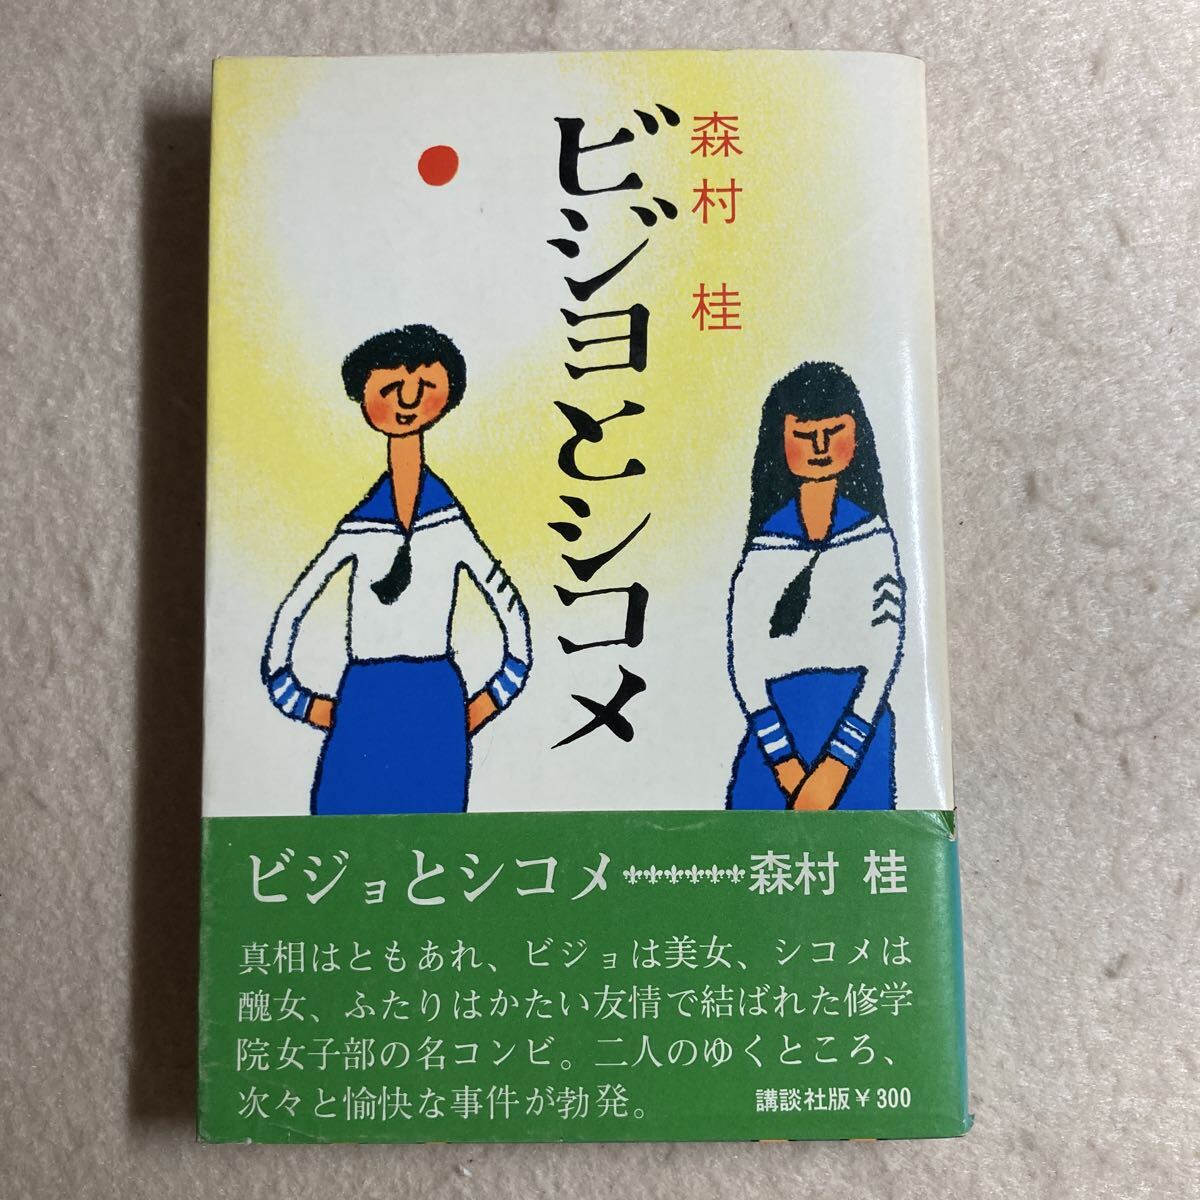 森村 桂
ビジョとシコメ
ビジョとシコメ⚜⚜⚜⚜⚜⚜森村 桂
真相はともあれ、ビジョは美女、シコメは
醜女、ふたりはかたい友情で結ばれた修学
院女子部の名コンビ。二人のゆくところ、
次々と愉快な事件が勃発。
講談社版￥300